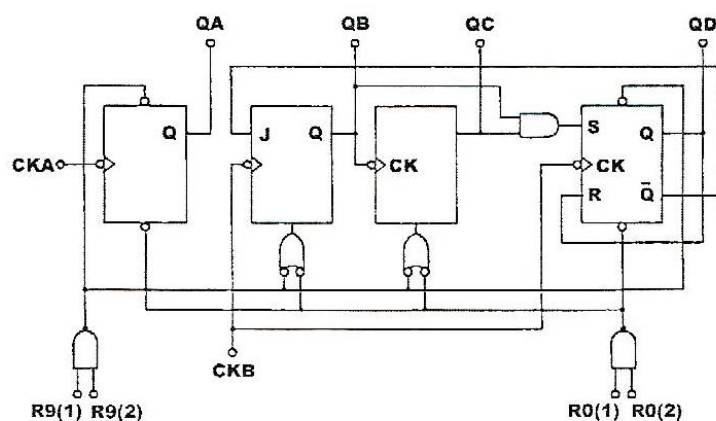 QA QB QC QD
Q J Q S Q
CKA CK CK
R Q̄
CKB
R9(1) R9(2) R0(1) R0(2)